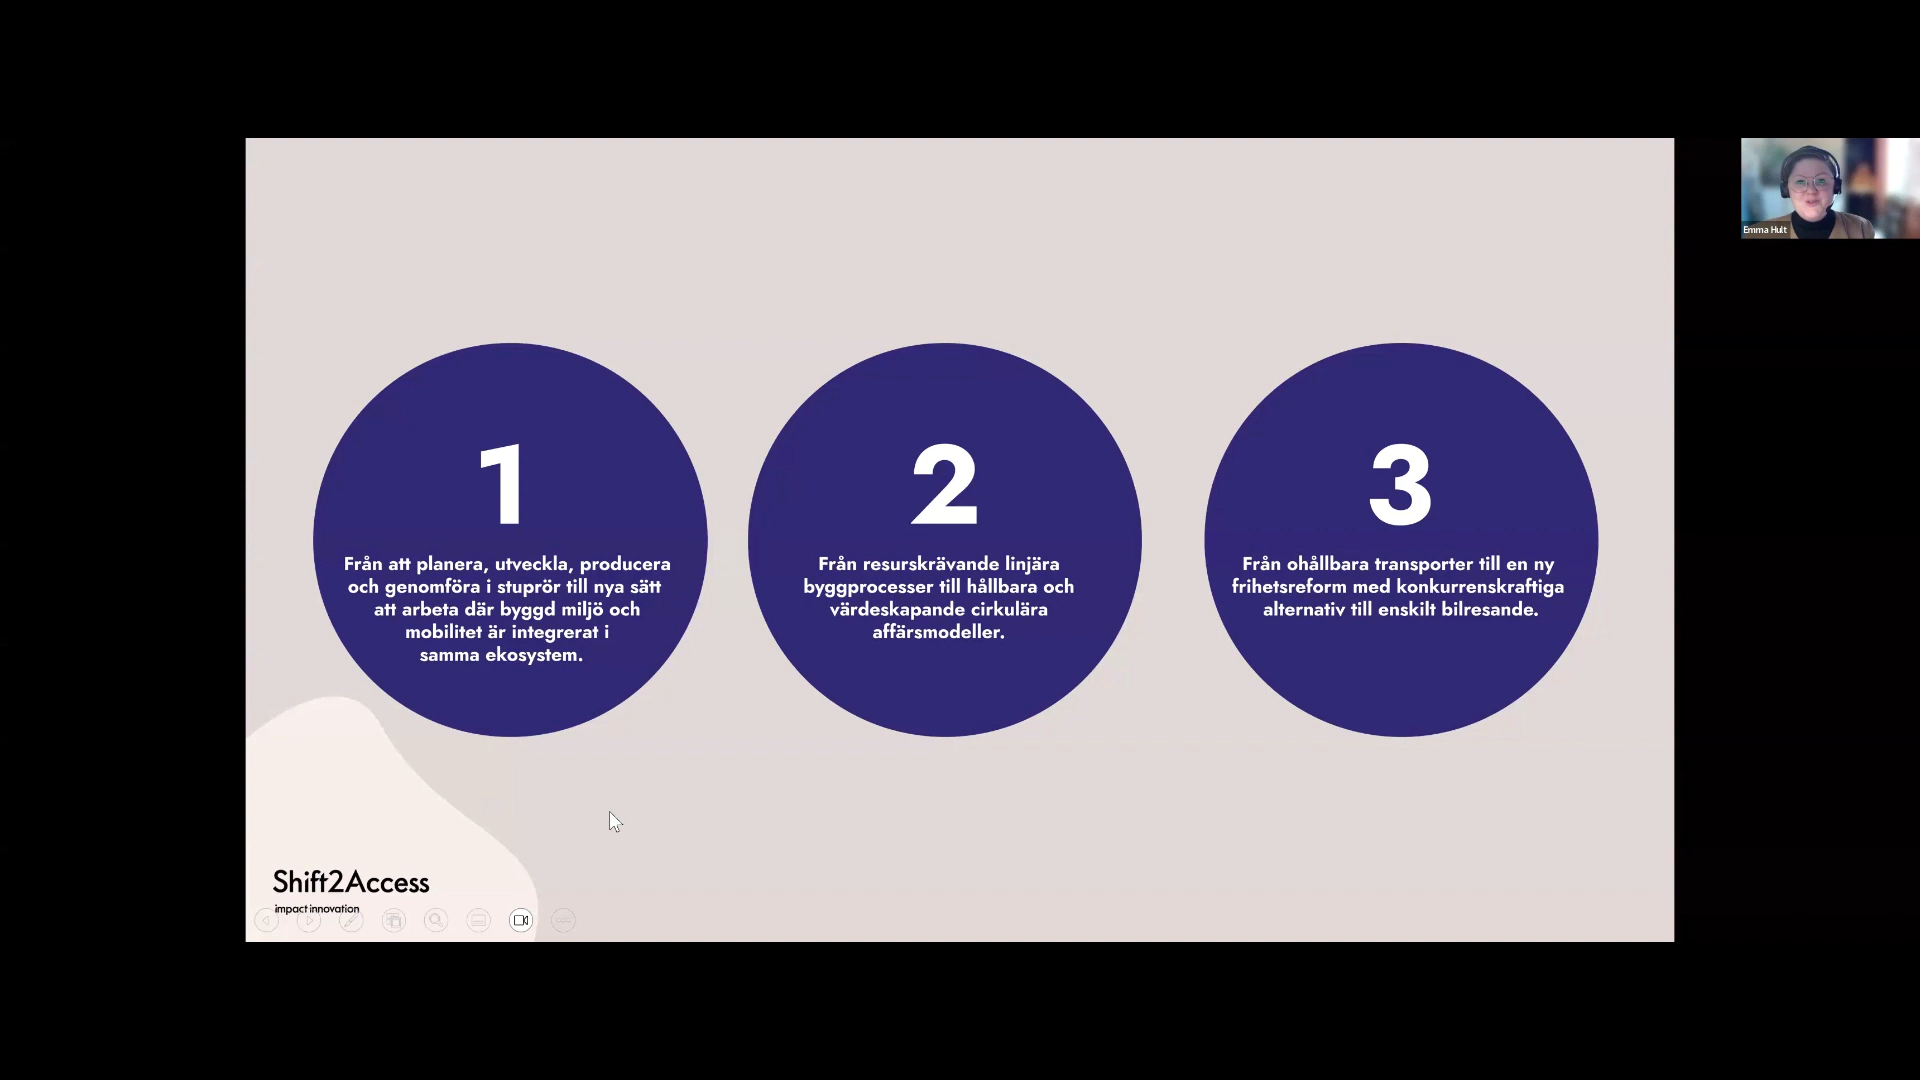 1
Från att planera, utveckla, producera
och genomföra i stuprör till nya sätt
att arbeta där byggd miljö och
mobilitet är integrerat i
samma ekosystem.
2
Från resurskrävande linjära
byggprocesser till hållbara och
värdeskapande cirkulära
affärsmodeller.
3
Från ohållbara transporter till en ny
frihetsreform med konkurrenskraftiga
alternativ till enskilt bilresande.
Shift2Access
impact innovation
Emma Hult